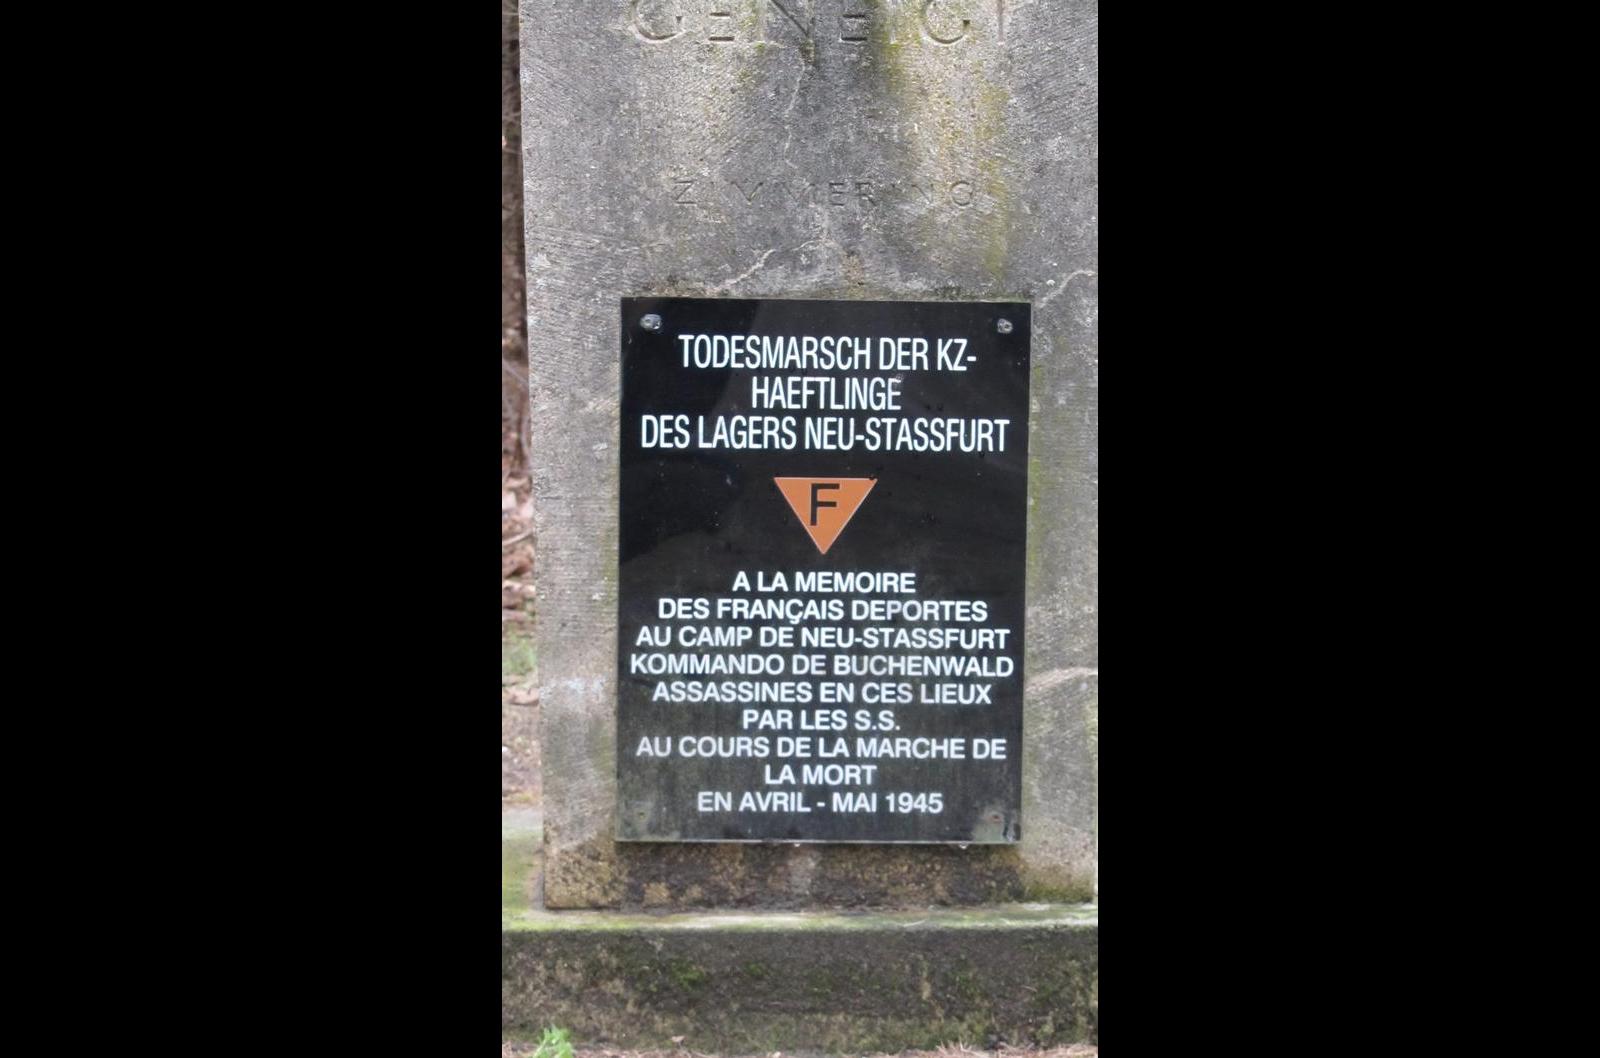 GENEIGT
ZIMMERING
TODESMARSCH DER KZ-
HAEFTLINGE
DES LAGERS NEU-STASSFURT
F
A LA MEMOIRE
DES FRANÇAIS DEPORTES
AU CAMP DE NEU-STASSFURT
KOMMANDO DE BUCHENWALD
ASSASSINES EN CES LIEUX
PAR LES S.S.
AU COURS DE LA MARCHE DE
LA MORT
EN AVRIL - MAI 1945